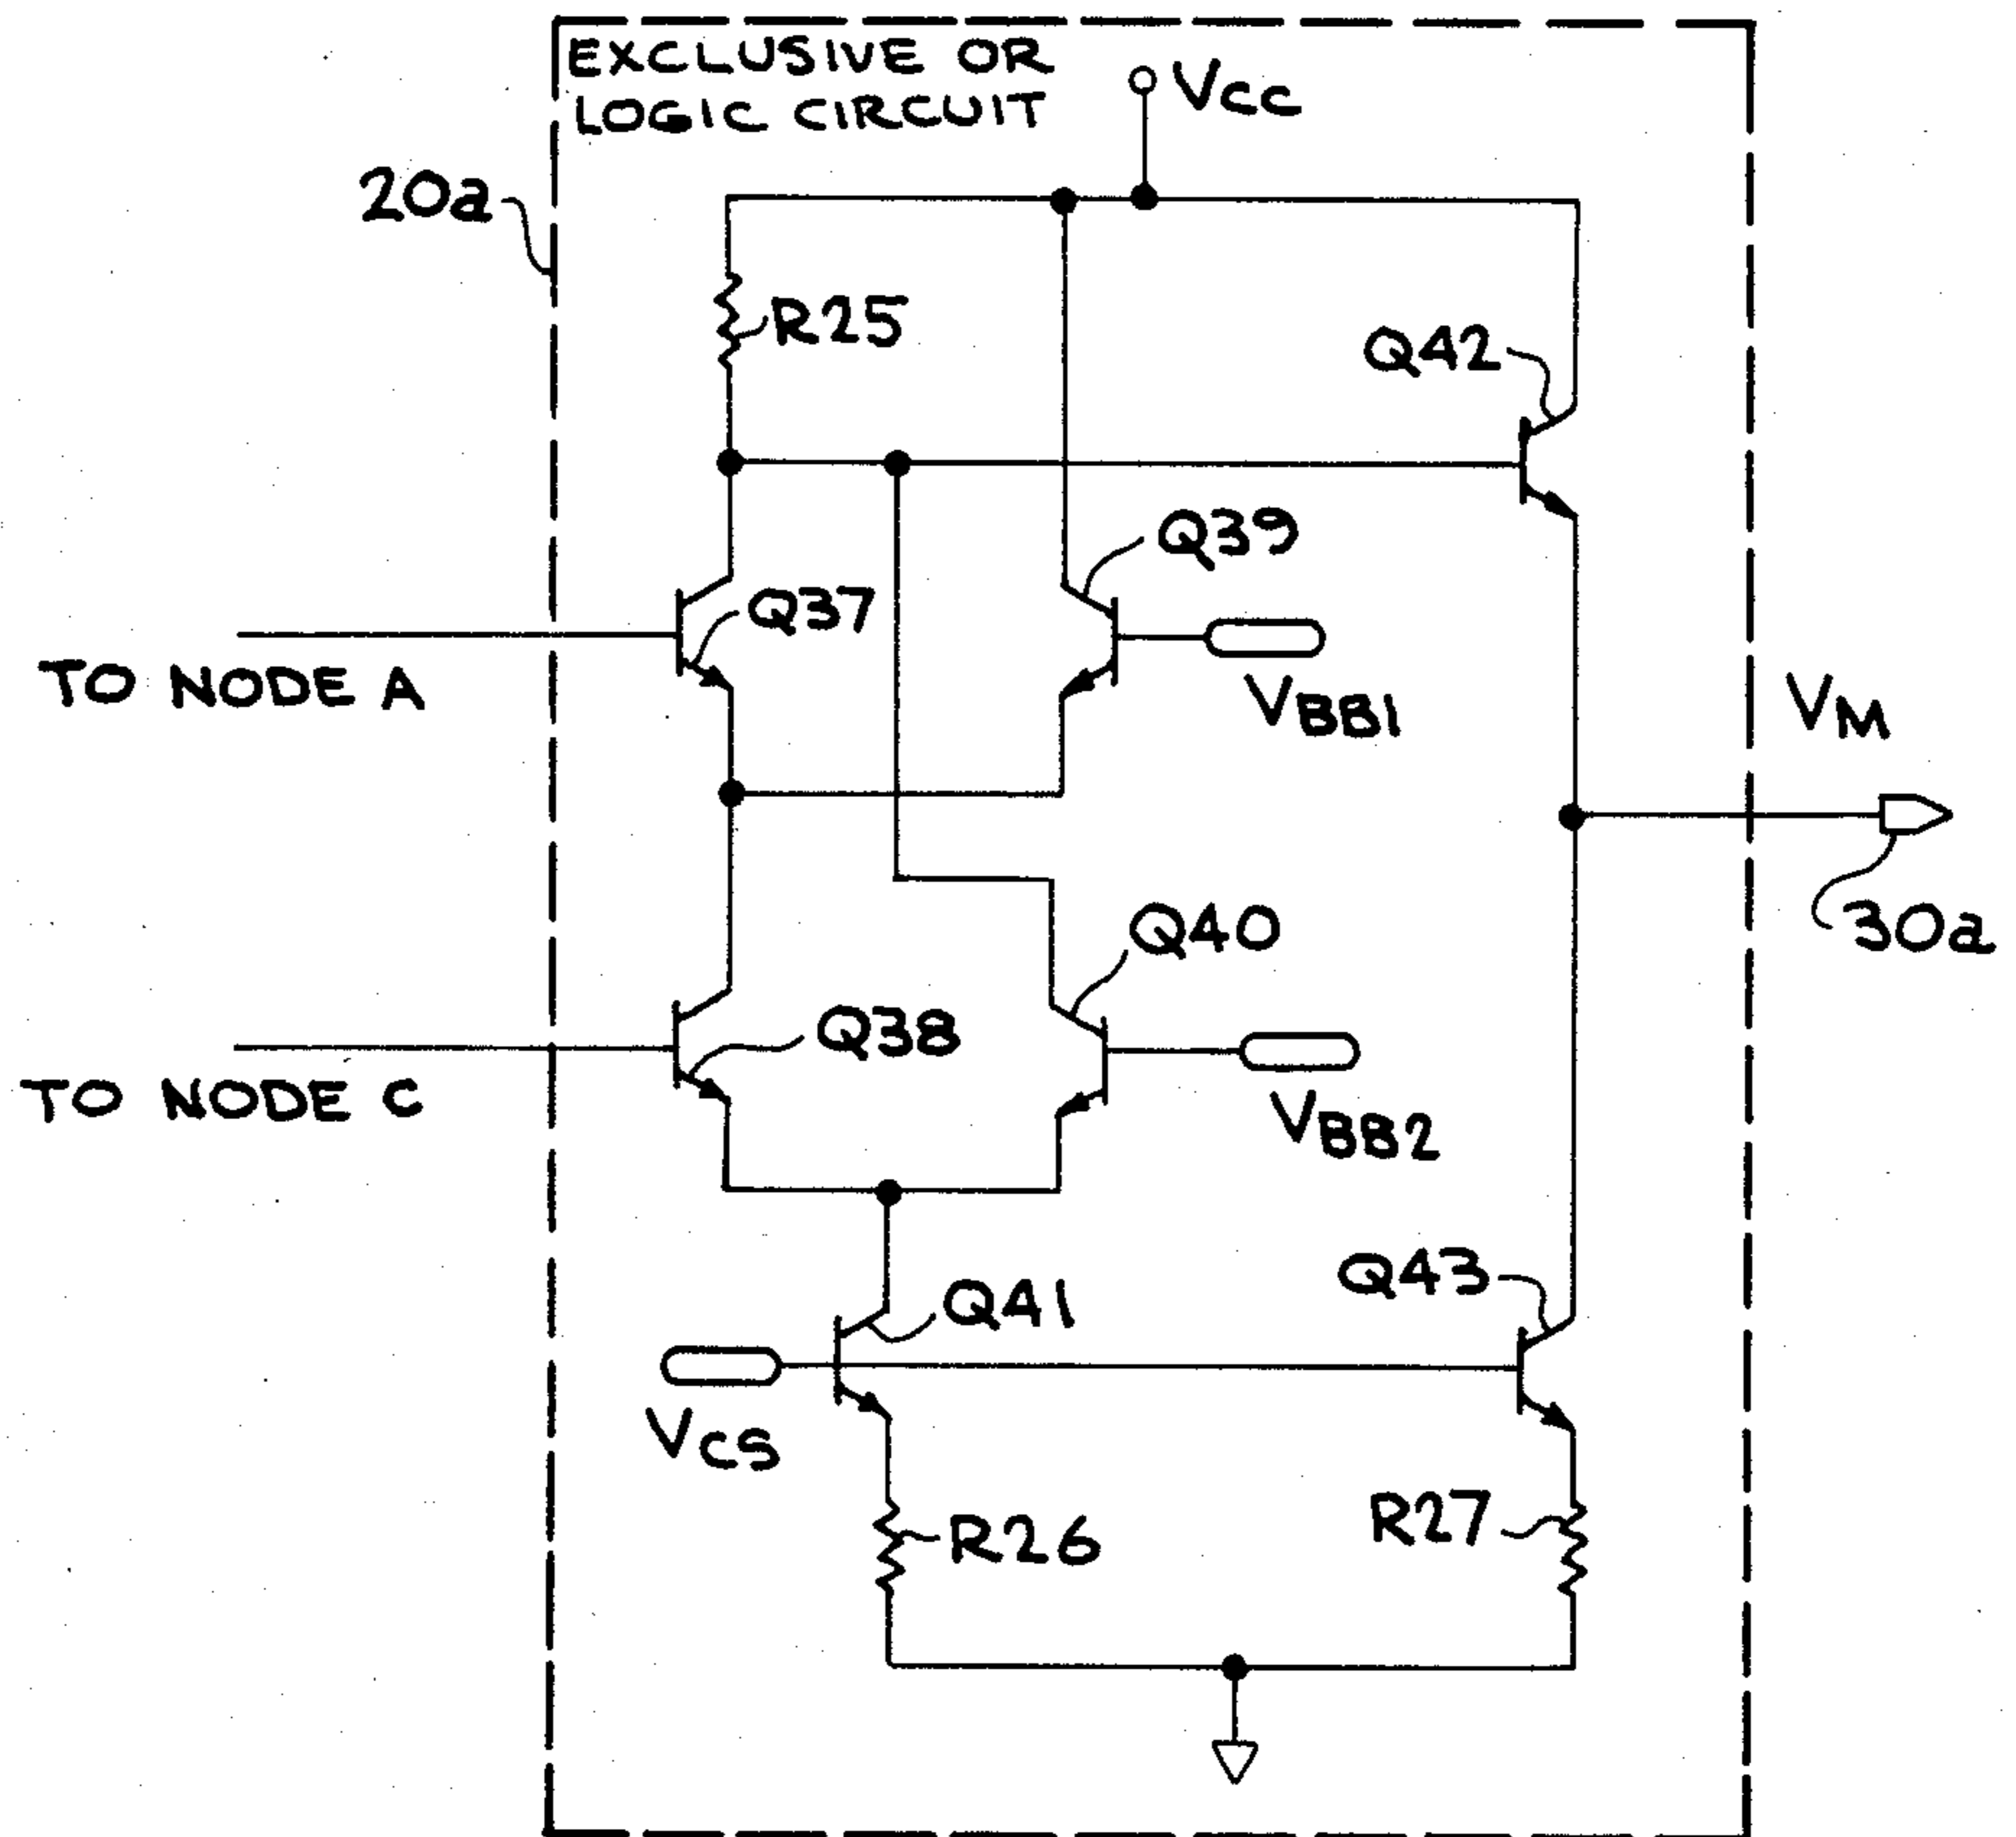 EXCLUSIVE OR
LOGIC CIRCUIT
VCC
20a
R25
Q42
Q39
Q37
TO NODE A
VBB1
VM
30a
Q40
Q38
TO NODE C
VBB2
Q43
Q41
VCS
R26
R27